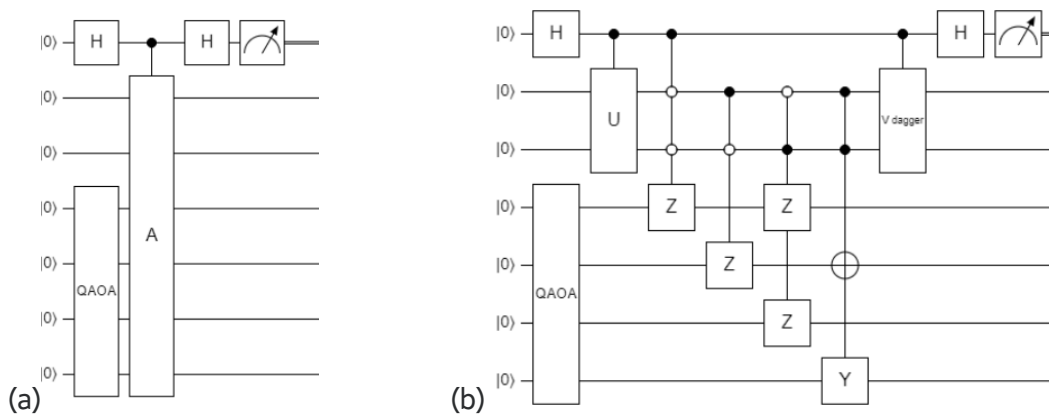 |0⟩ H H
|0⟩
|0⟩
|0⟩
A
|0⟩
QAOA
|0⟩
|0⟩
(a)
|0⟩ H H
|0⟩
U
V dagger
|0⟩
|0⟩ Z Z
|0⟩ Z
QAOA
|0⟩ Z
|0⟩ Y
(b)